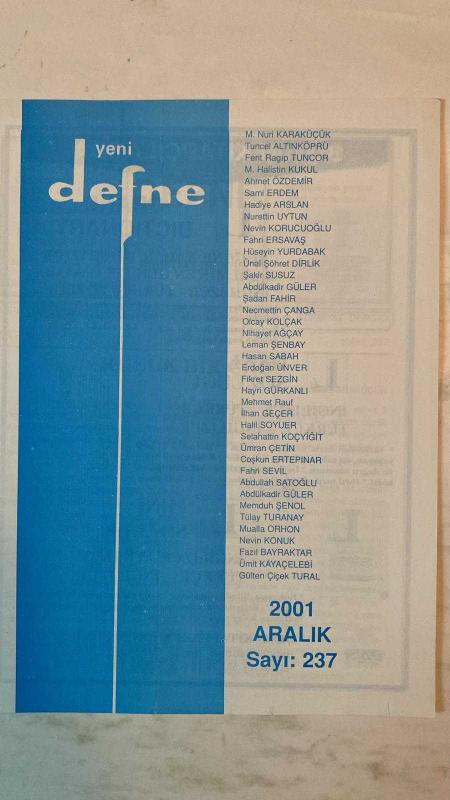 yeni
defne
M. Nuri KARAKÜÇÜK
Tuncel ALTINKÖPRÜ
Ferit Ragıp TUNCOR
M. Halistin KUKUL
Ahmet ÖZDEMİR
Sami ERDEM
Hadiye ARSLAN
Nurettin UYTUN
Nevin KORUCUOĞLU
Fahri ERSAVAŞ
Hüseyin YURDABAK
Ünal Şöhret DİRLİK
Şakir SUSUZ
Abdülkadir GÜLER
Şadan FAHİR
Necmettin ÇANGA
Olcay KOLÇAK
Nihayet AĞÇAY
Leman ŞENBAY
Hasan SABAH
Erdoğan ÜNVER
Fikret SEZGİN
Hayri GÜRKANLI
Mehmet Rauf
İlhan GEÇER
Halil SOYUER
Selahattin KOÇYİĞİT
Ümran ÇETİN
Coşkun ERTEPINAR
Fahri SEVİL
Abdullah SATOĞLU
Abdülkadir GÜLER
Memduh ŞENOL
Tülay TURANAY
Mualla ORHON
Nevin KONUK
Fazıl BAYRAKTAR
Ümit KAYAÇELEBİ
Gülten Çiçek TURAL
2001
ARALIK
Sayı: 237